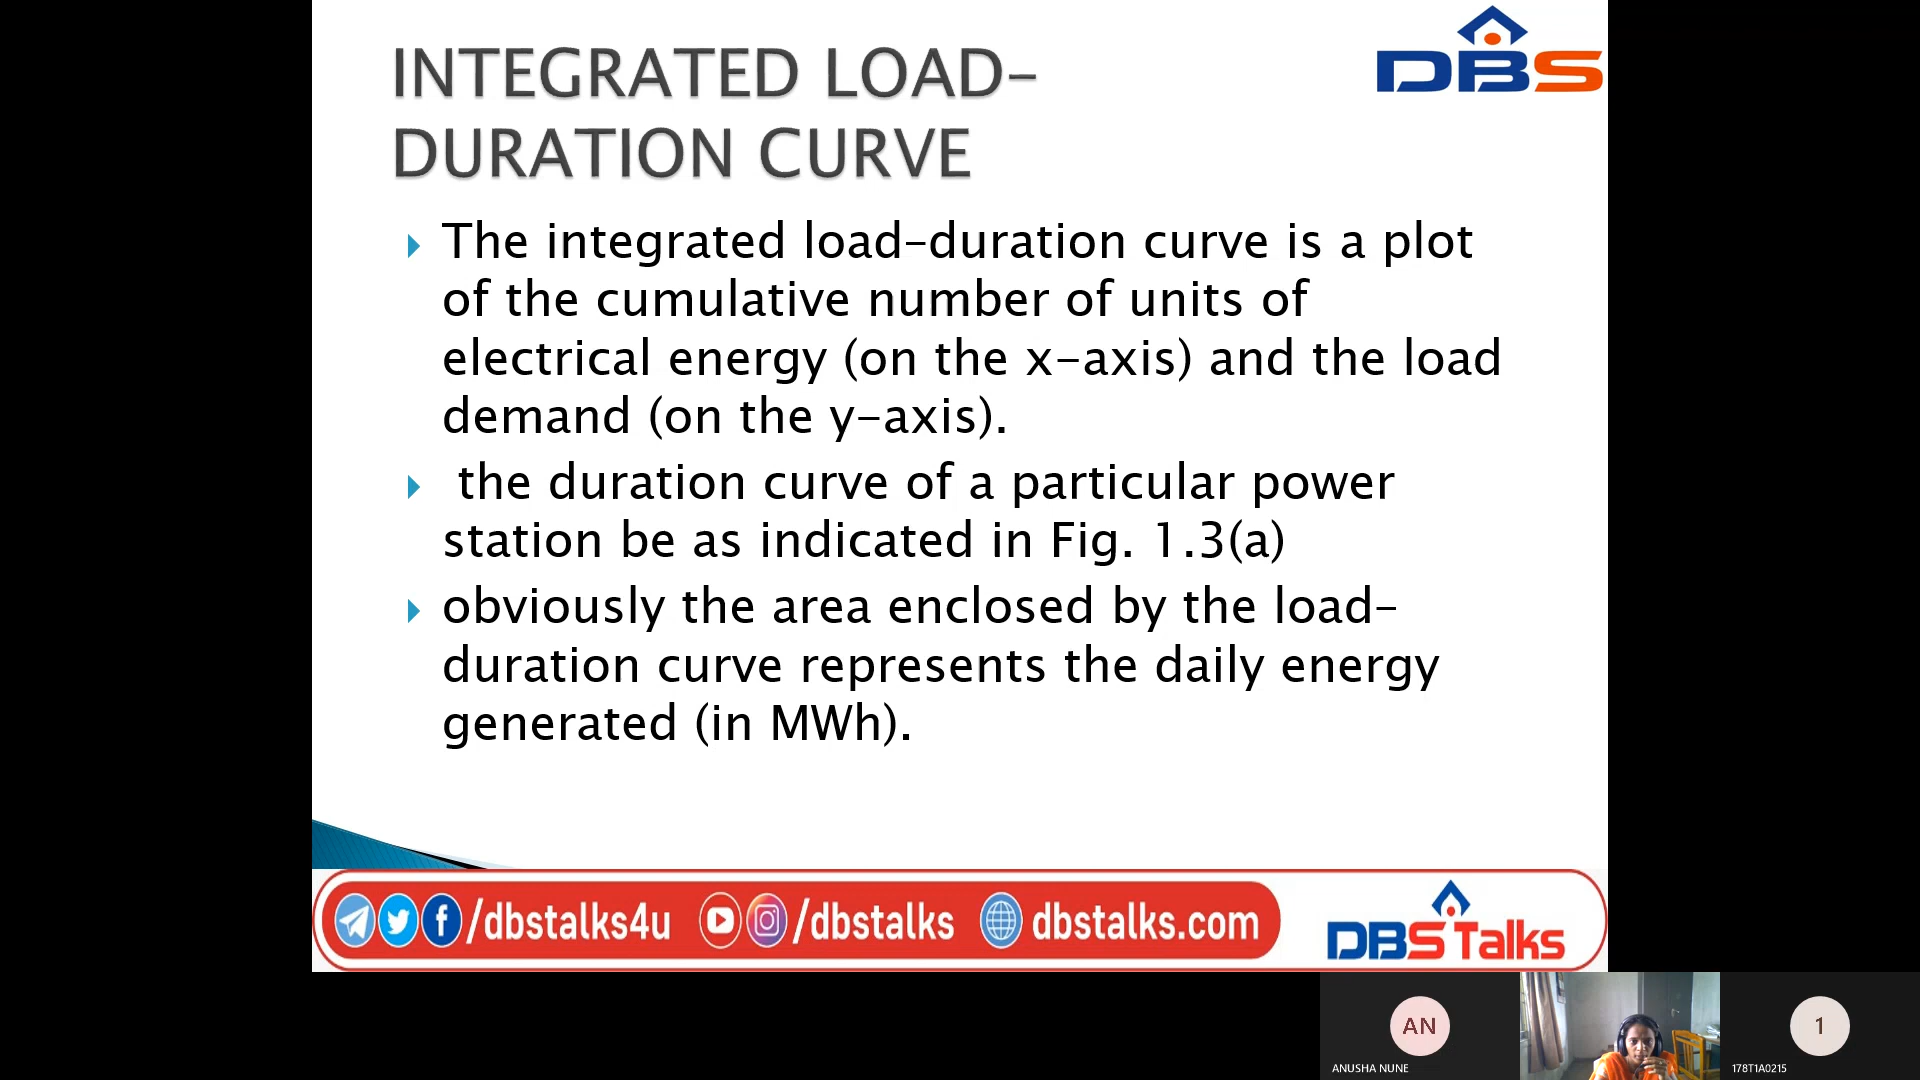 INTEGRATED LOAD-
DURATION CURVE
DBS
The integrated load-duration curve is a plot
of the cumulative number of units of
electrical energy (on the x-axis) and the load
demand (on the y-axis).
the duration curve of a particular power
station be as indicated in Fig. 1.3(a)
obviously the area enclosed by the load-
duration curve represents the daily energy
generated (in MWh).
/dbstalks4u /dbstalks dbstalks.com
DBS Talks
AN
1
ANUSHA NUNE
178T1A0215